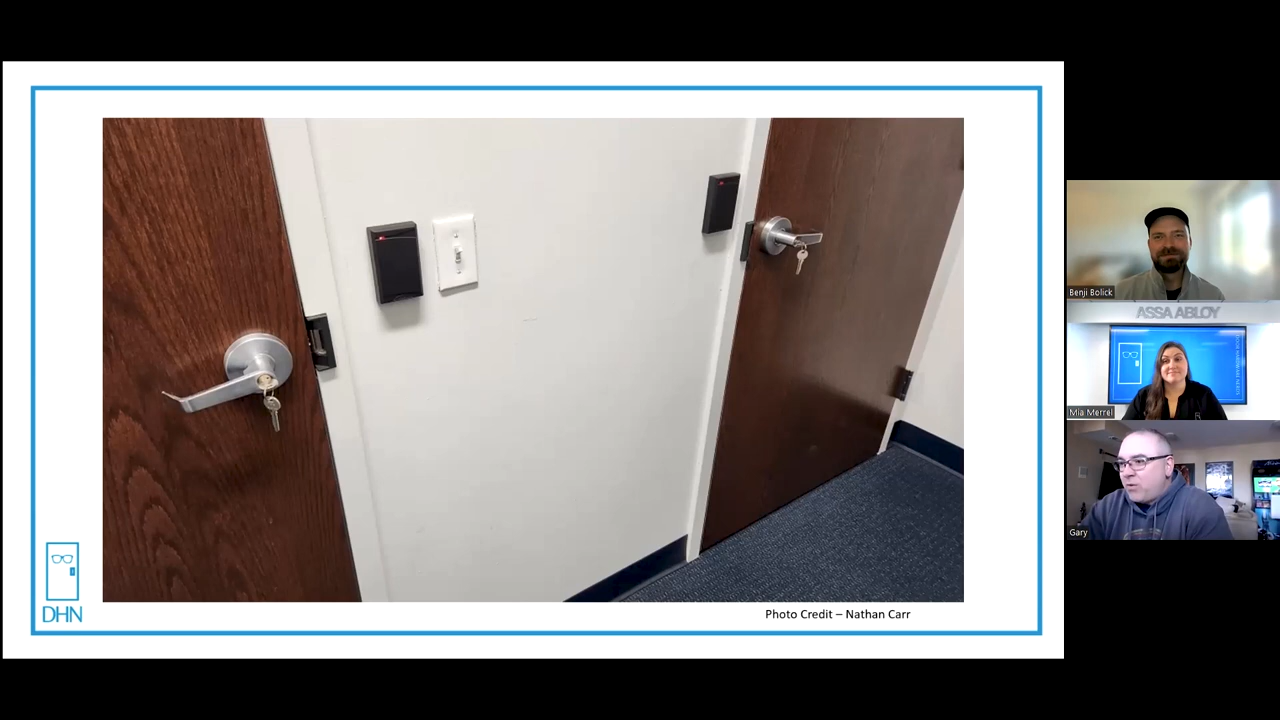 DHN
Photo Credit – Nathan Carr
Benji Bolick
ASSA ABLOY
Mia Merrel
Gary